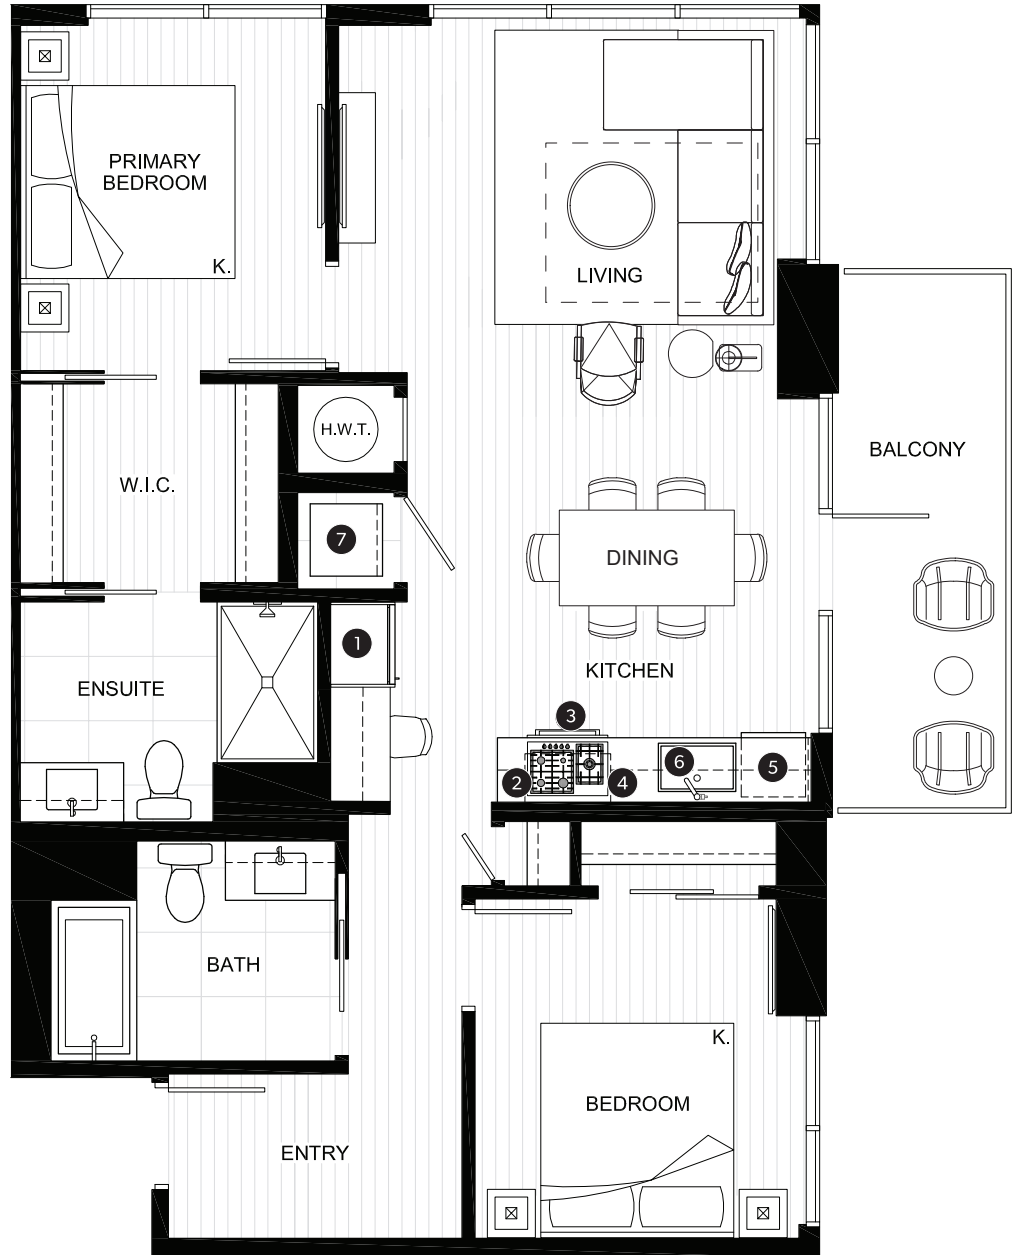 PRIMARY
BEDROOM
K.
LIVING
H.W.T.
BALCONY
W.I.C.
7
DINING
1
KITCHEN
ENSUITE
3
2
4
6
5
BATH
K.
BEDROOM
ENTRY